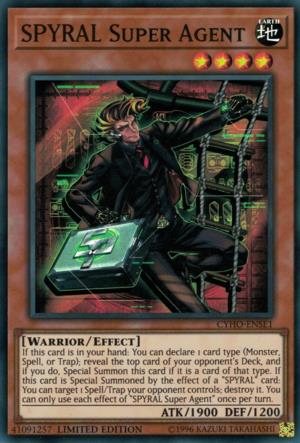 SPYRAL Super Agent
EARTH
地
CYHO-ENSE1
[WARRIOR/EFFECT]
If this card is in your hand: You can declare 1 card type (Monster,
Spell, or Trap); reveal the top card of your opponent's Deck, and
if you do, Special Summon this card if it is a card of that type. If
this card is Special Summoned by the effect of a "SPYRAL" card:
You can target 1 Spell/Trap your opponent controls; destroy it. You
can only use each effect of "SPYRAL Super Agent" once per turn.
ATK/1900 DEF/1200
41091257 LIMITED EDITION ©1996 KAZUKI TAKAHASHI